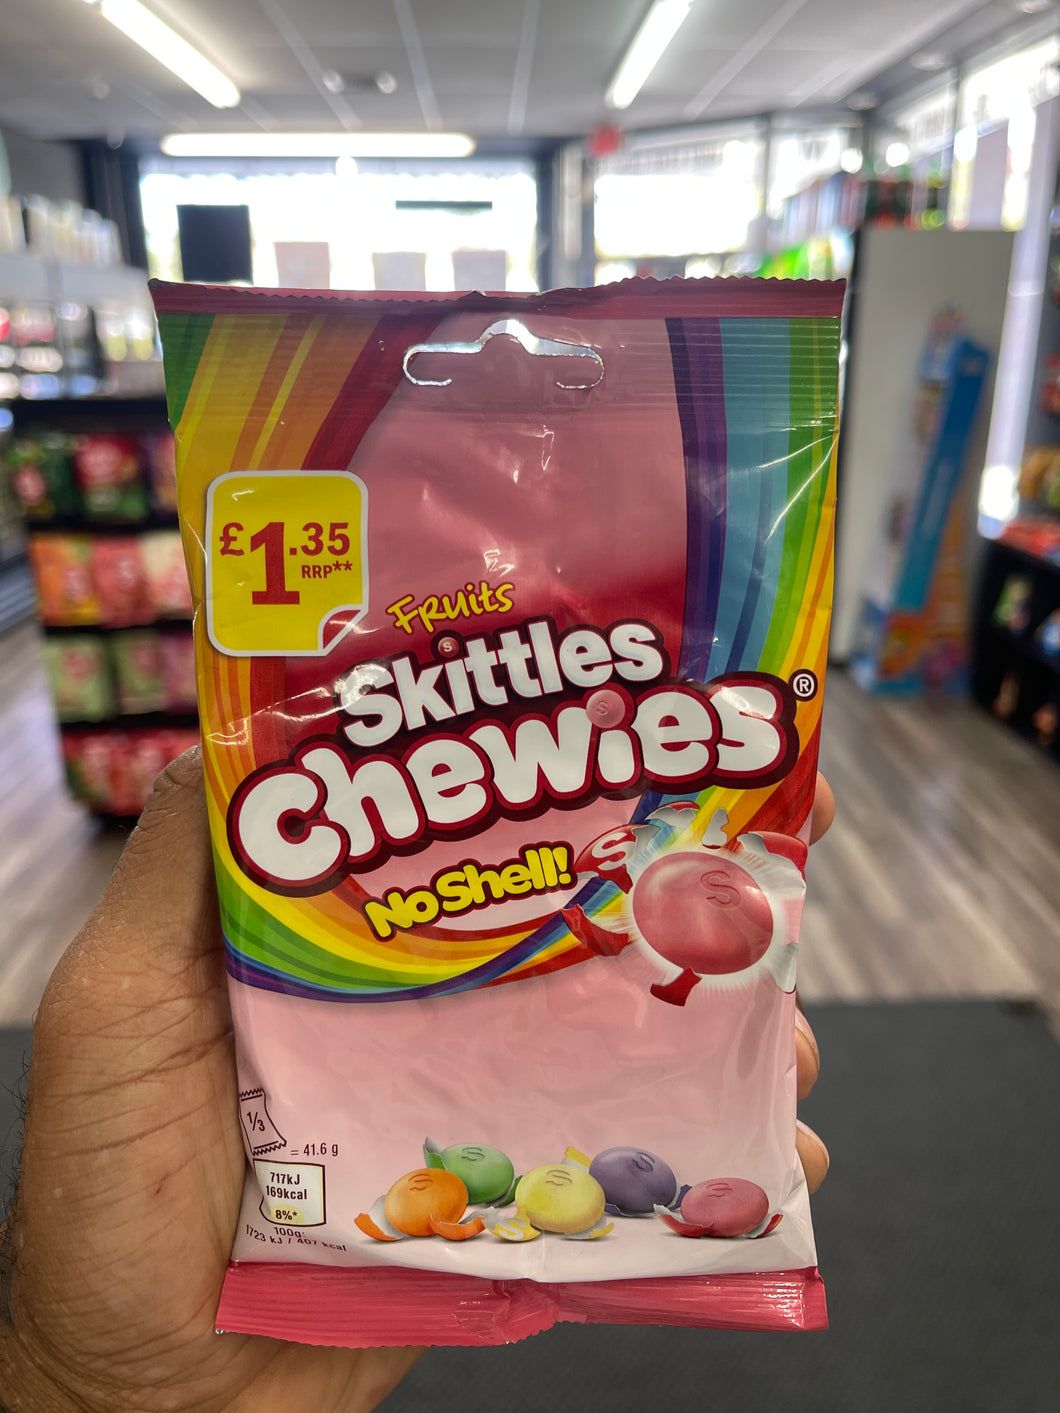 £1.35
RRP**
Fruits
Skittles
Chewies®
No Shell!
S
1/3
= 41.6 g
717kJ
169kcal
8%*
100g:
1723 kJ / 407 kcal